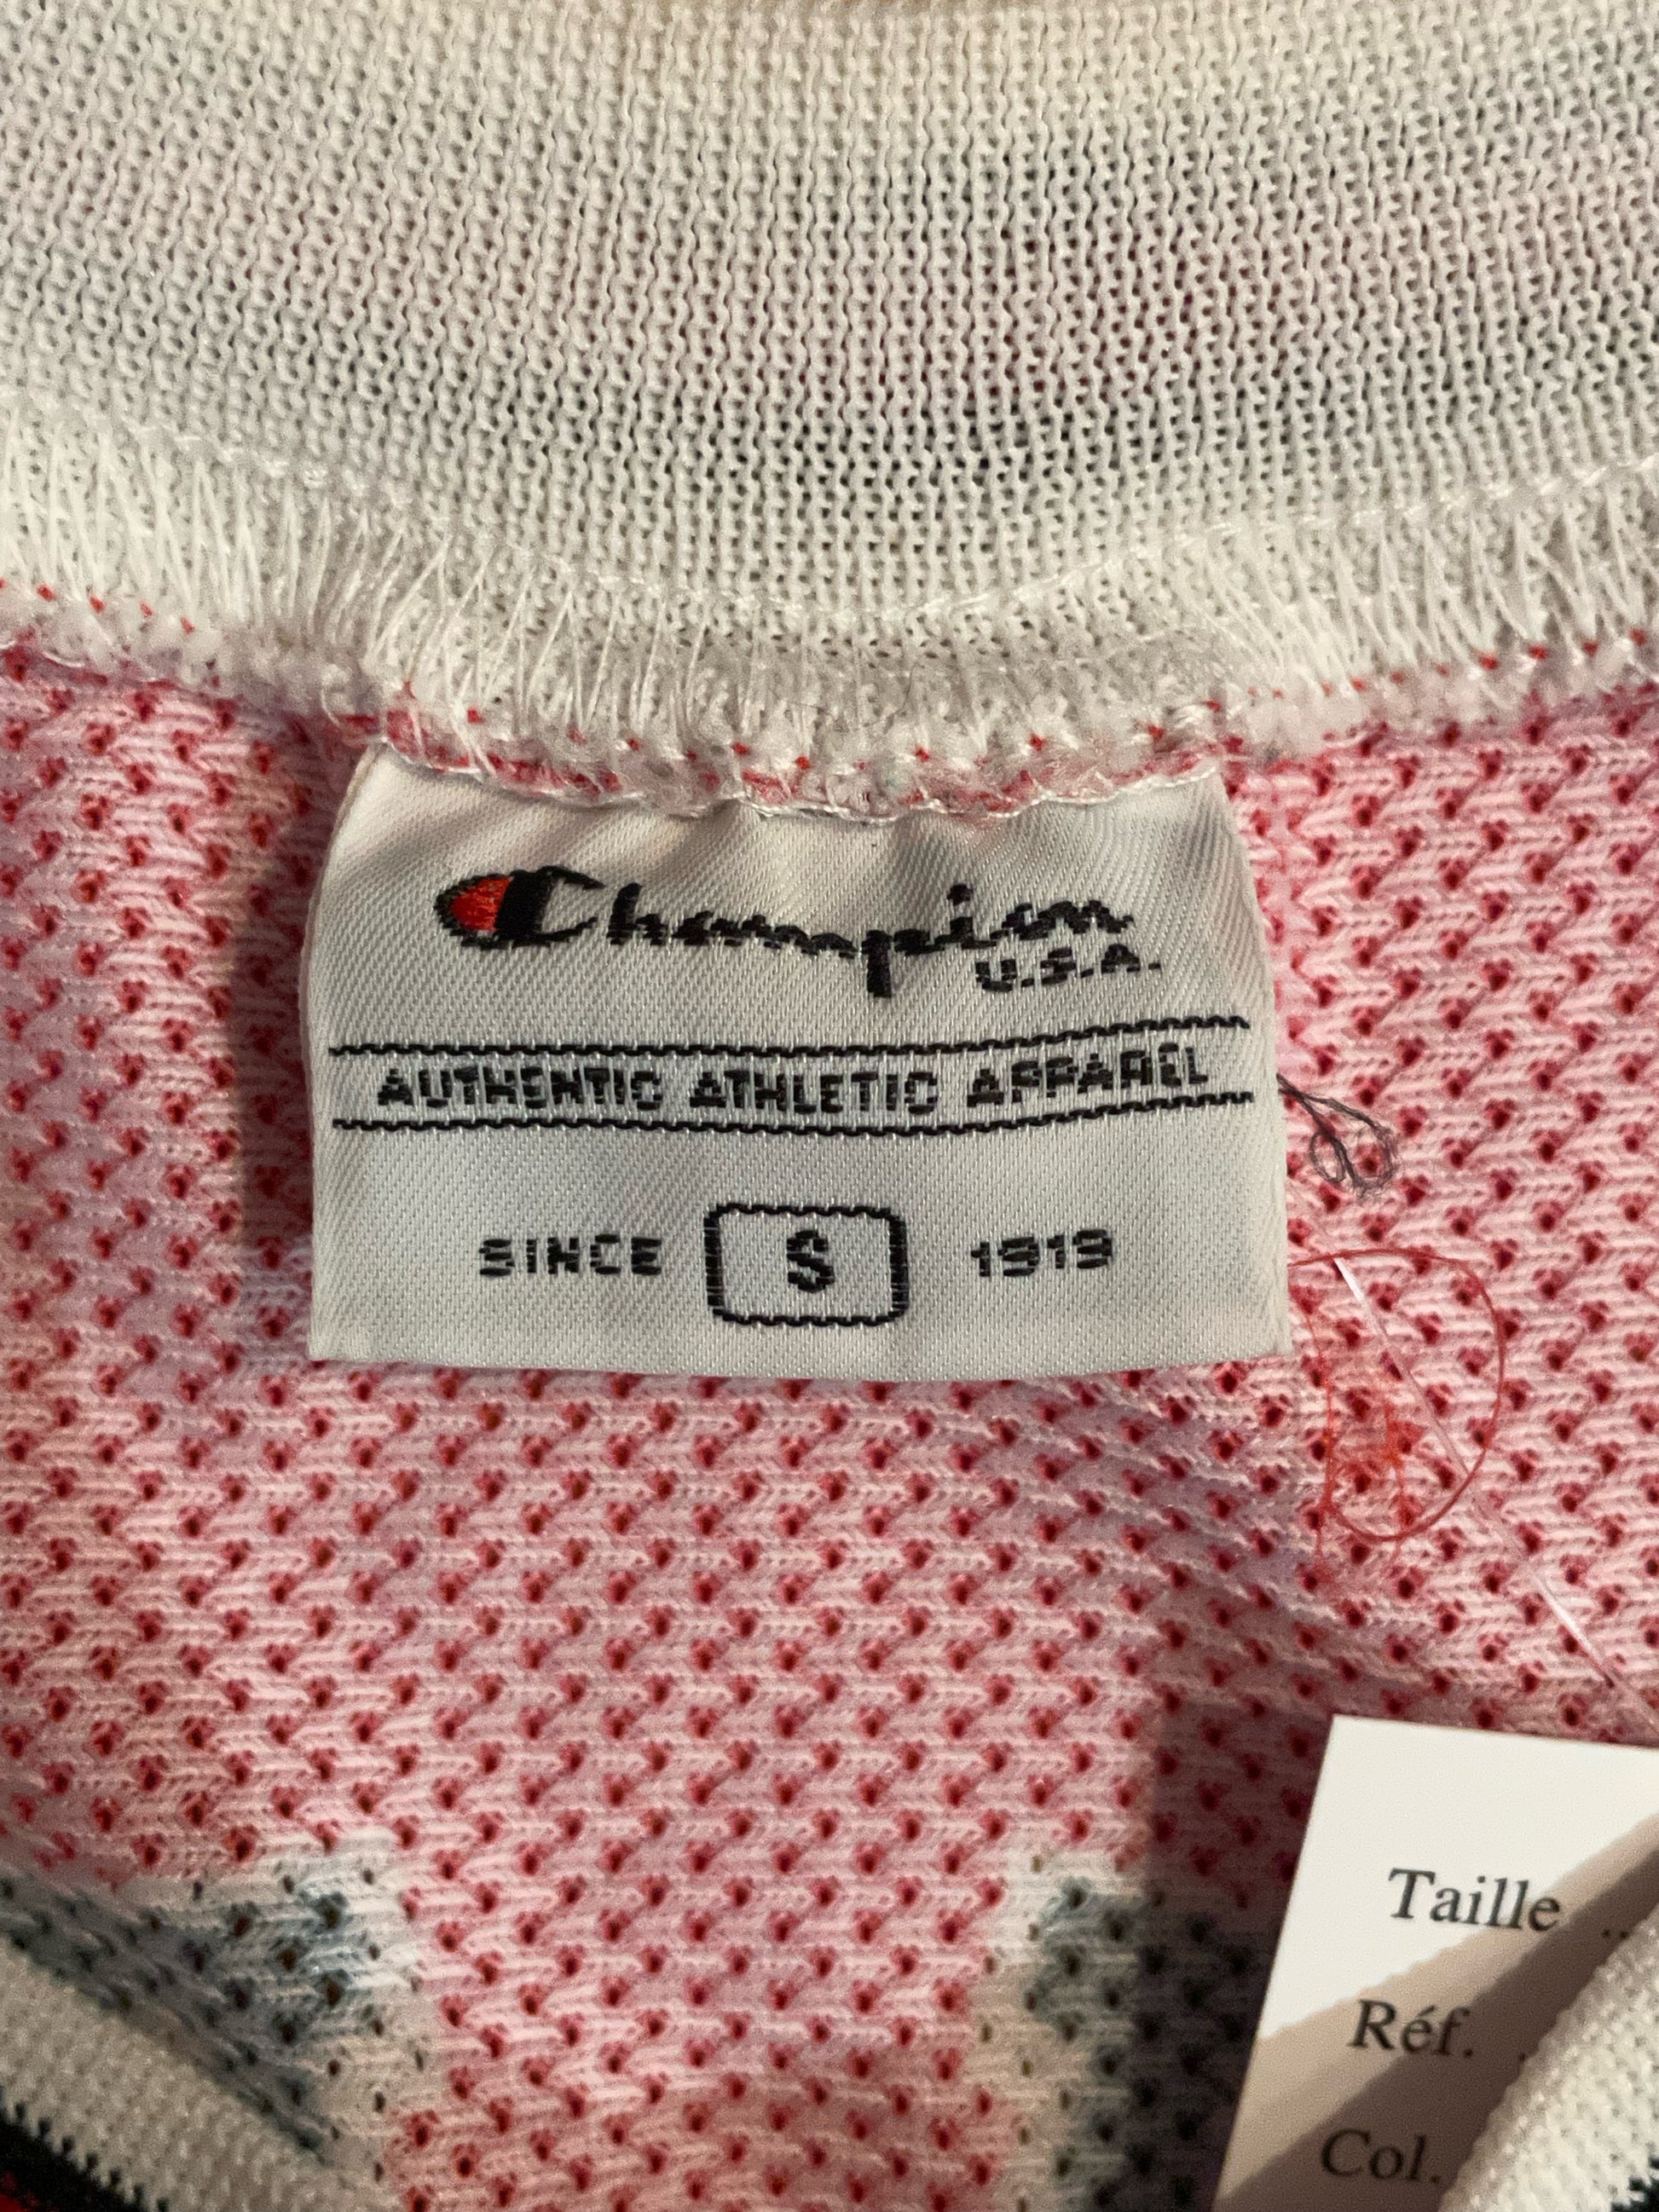 Champion
U.S.A.
AUTHENTIC ATHLETIC APPAREL
SINCE S 1919
Taille ..
Réf. .
Col.